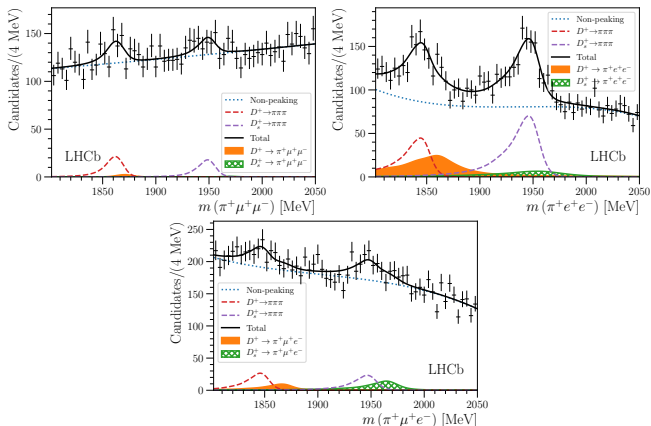 Candidates/(4 MeV)
150
100
50
0
LHCb
Non-peaking
D⁺→πππ
D⁺ₛ→πππ
Total
D⁺ → π⁺μ⁺μ⁻
D⁺ₛ → π⁺μ⁺μ⁻
1850 1900 1950 2000 2050
m(π⁺μ⁺μ⁻) [MeV]
Candidates/(4 MeV)
150
100
50
0
Non-peaking
D⁺→πππ
D⁺ₛ→πππ
Total
D⁺ → π⁺e⁺e⁻
D⁺ₛ → π⁺e⁺e⁻
LHCb
1850 1900 1950 2000 2050
m(π⁺e⁺e⁻) [MeV]
Candidates/(4 MeV)
250
200
150
100
50
0
Non-peaking
D⁺→πππ
D⁺ₛ→πππ
Total
D⁺ → π⁺μ⁺e⁻
D⁺ₛ → π⁺μ⁺e⁻
LHCb
1850 1900 1950 2000 2050
m(π⁺μ⁺e⁻) [MeV]